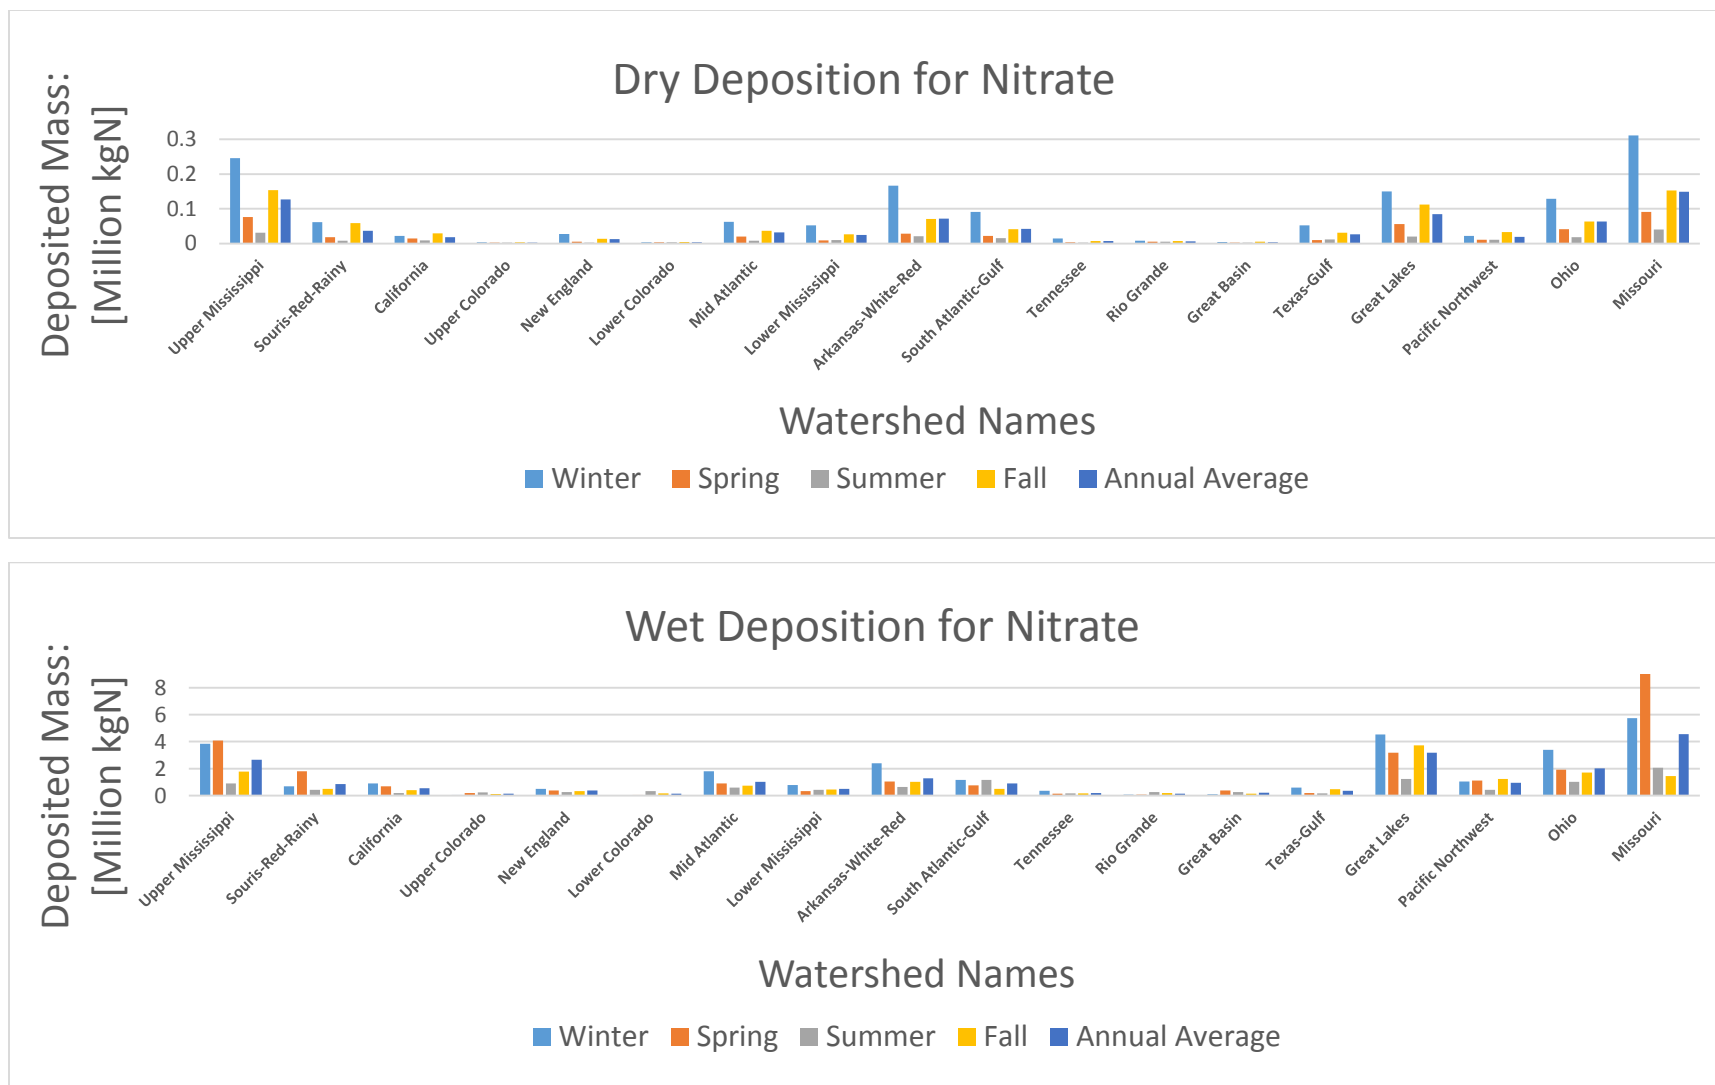 Dry Deposition for Nitrate
Deposited Mass:
[Million kgN]
0.3
0.2
0.1
0
Upper Mississippi
Souris-Red-Rainy
California
Upper Colorado
New England
Lower Colorado
Mid Atlantic
Lower Mississippi
Arkansas-White-Red
South Atlantic-Gulf
Tennessee
Rio Grande
Great Basin
Texas-Gulf
Great Lakes
Pacific Northwest
Ohio
Missouri
Watershed Names
Winter Spring Summer Fall Annual Average
Wet Deposition for Nitrate
Deposited Mass:
[Million kgN]
8
6
4
2
0
Upper Mississippi
Souris-Red-Rainy
California
Upper Colorado
New England
Lower Colorado
Mid Atlantic
Lower Mississippi
Arkansas-White-Red
South Atlantic-Gulf
Tennessee
Rio Grande
Great Basin
Texas-Gulf
Great Lakes
Pacific Northwest
Ohio
Missouri
Watershed Names
Winter Spring Summer Fall Annual Average